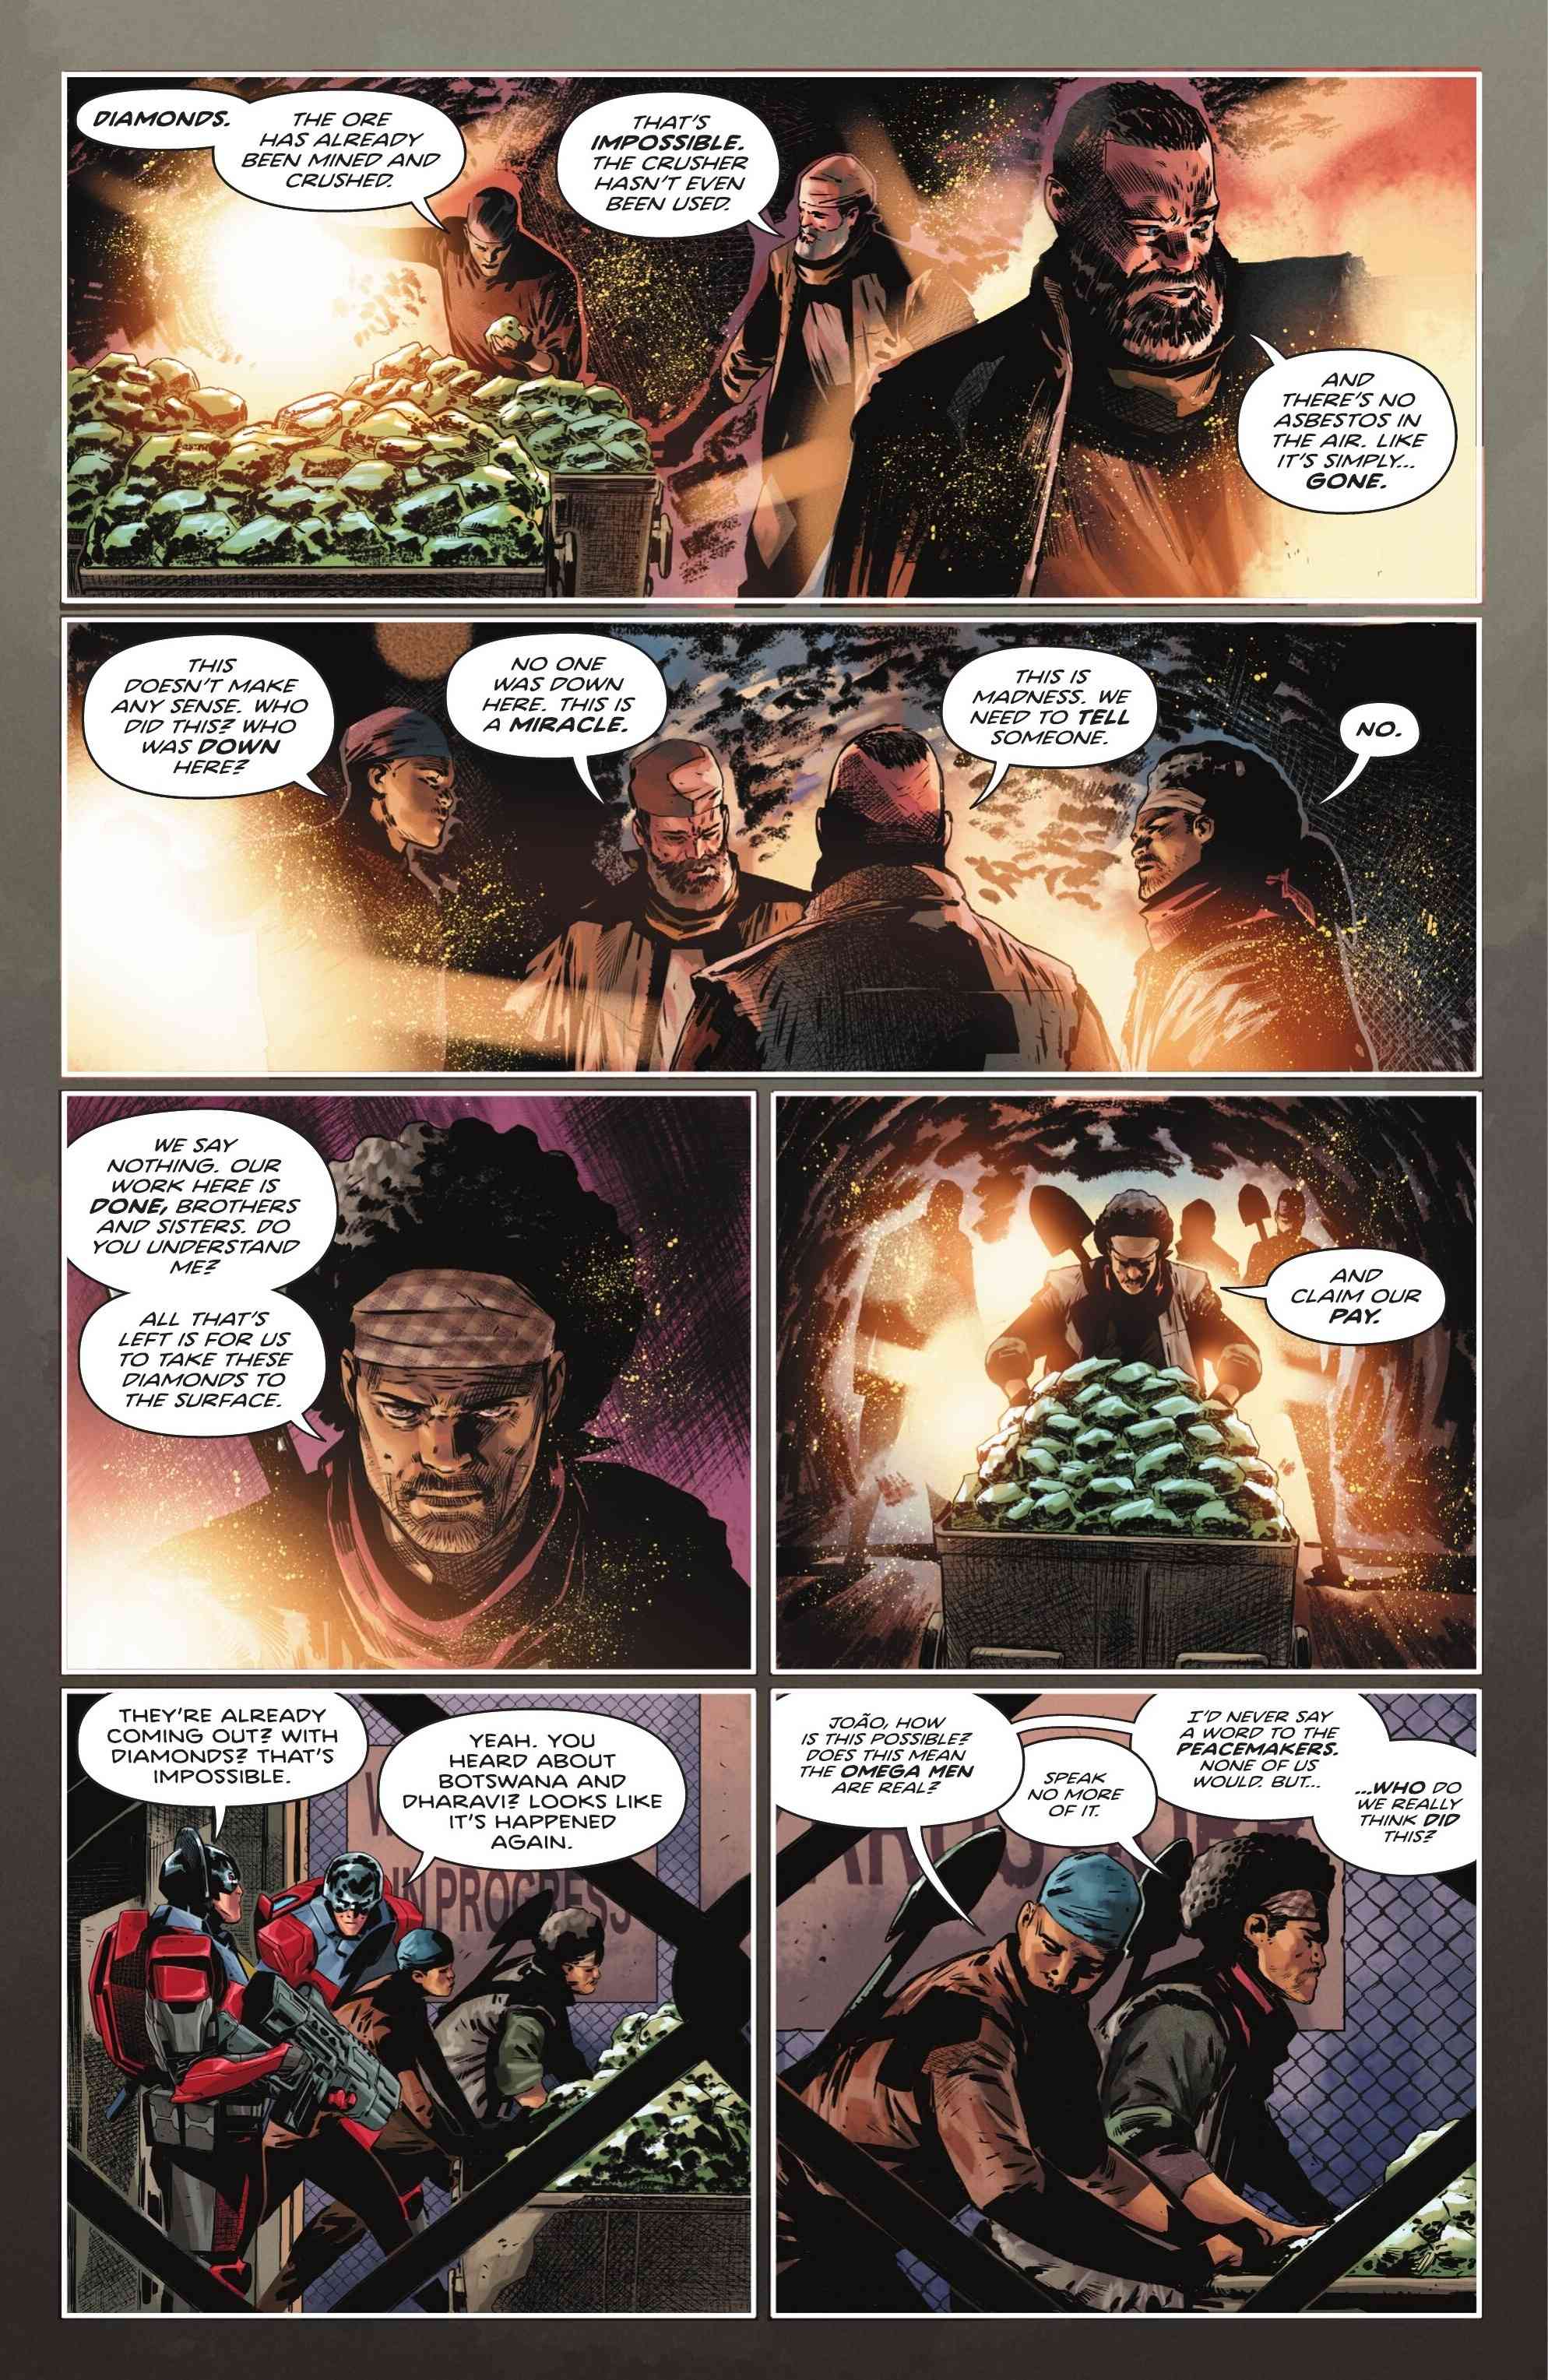 DIAMONDS.
THE ORE
HAS ALREADY
BEEN MINED AND
CRUSHED.
THAT'S
IMPOSSIBLE.
THE CRUSHER
HASN'T EVEN
BEEN USED.
AND
THERE'S NO
ASBESTOS IN
THE AIR. LIKE
IT'S SIMPLY...
GONE.
THIS
DOESN'T MAKE
ANY SENSE. WHO
DID THIS? WHO
WAS DOWN
HERE?
NO ONE
WAS DOWN
HERE. THIS IS
A MIRACLE.
THIS IS
MADNESS. WE
NEED TO TELL
SOMEONE.
NO.
WE SAY
NOTHING. OUR
WORK HERE IS
DONE, BROTHERS
AND SISTERS. DO
YOU UNDERSTAND
ME?
ALL THAT'S
LEFT IS FOR US
TO TAKE THESE
DIAMONDS TO
THE SURFACE.
AND
CLAIM OUR
PAY.
THEY'RE ALREADY
COMING OUT? WITH
DIAMONDS? THAT'S
IMPOSSIBLE.
YEAH. YOU
HEARD ABOUT
BOTSWANA AND
DHARAVI? LOOKS LIKE
IT'S HAPPENED
AGAIN.
IN PROGRESS
JOÃO, HOW
IS THIS POSSIBLE?
DOES THIS MEAN
THE OMEGA MEN
ARE REAL?
SPEAK
NO MORE
OF IT.
I'D NEVER SAY
A WORD TO THE
PEACEMAKERS.
NONE OF US
WOULD. BUT...
...WHO DO
WE REALLY
THINK DID
THIS?